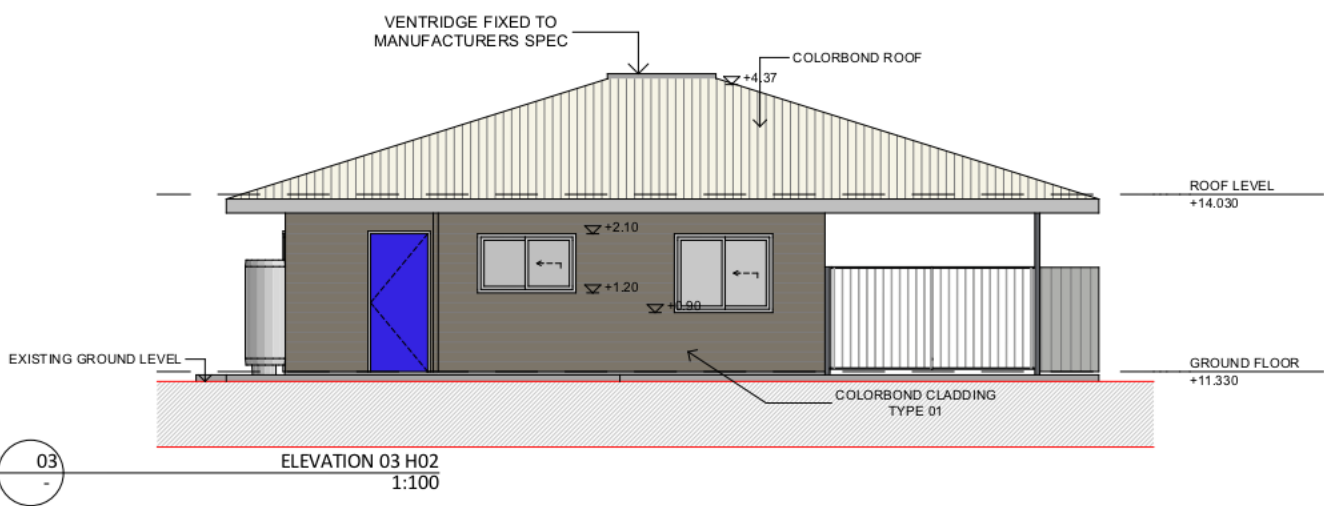 VENTRIDGE FIXED TO
MANUFACTURERS SPEC
COLORBOND ROOF
+4.37
ROOF LEVEL
+14.030
+2.10
+1.20
+0.90
EXISTING GROUND LEVEL
GROUND FLOOR
+11.330
COLORBOND CLADDING
TYPE 01
03
-
ELEVATION 03 H02
1:100